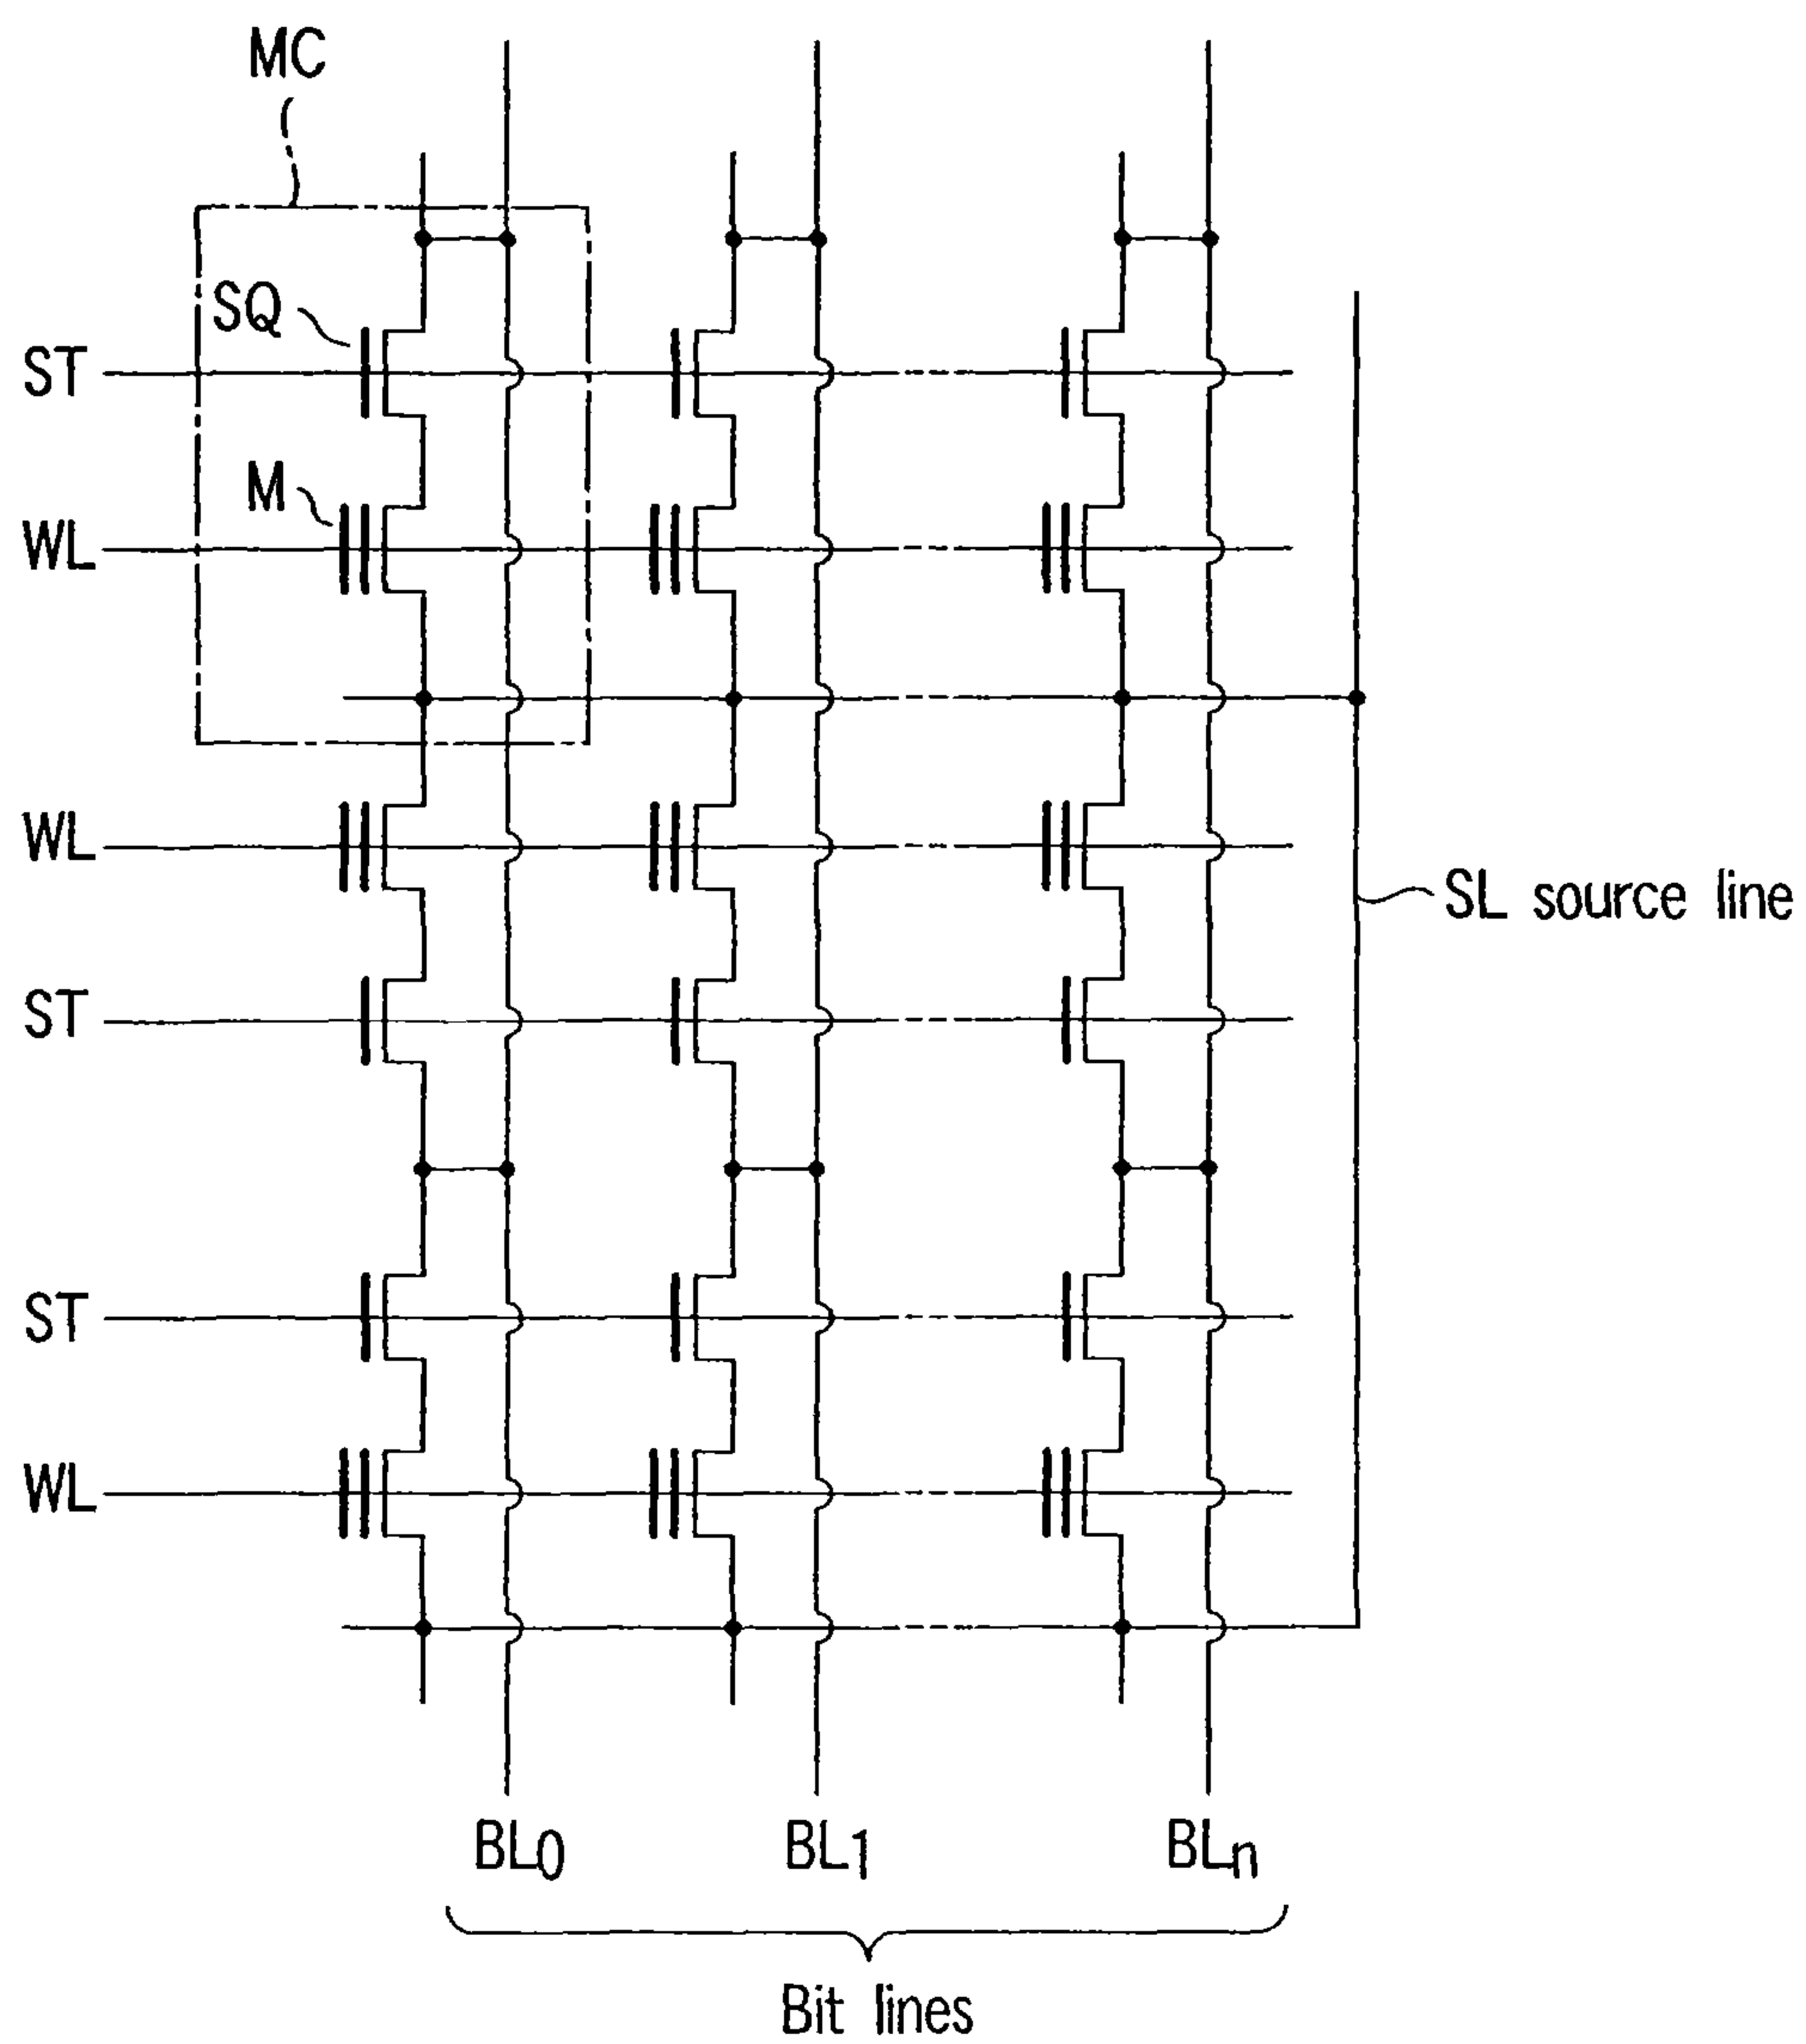 MC
SQ
ST
M
WL
WL
SL source line
ST
ST
WL
BL0 BL1 BLn
Bit lines